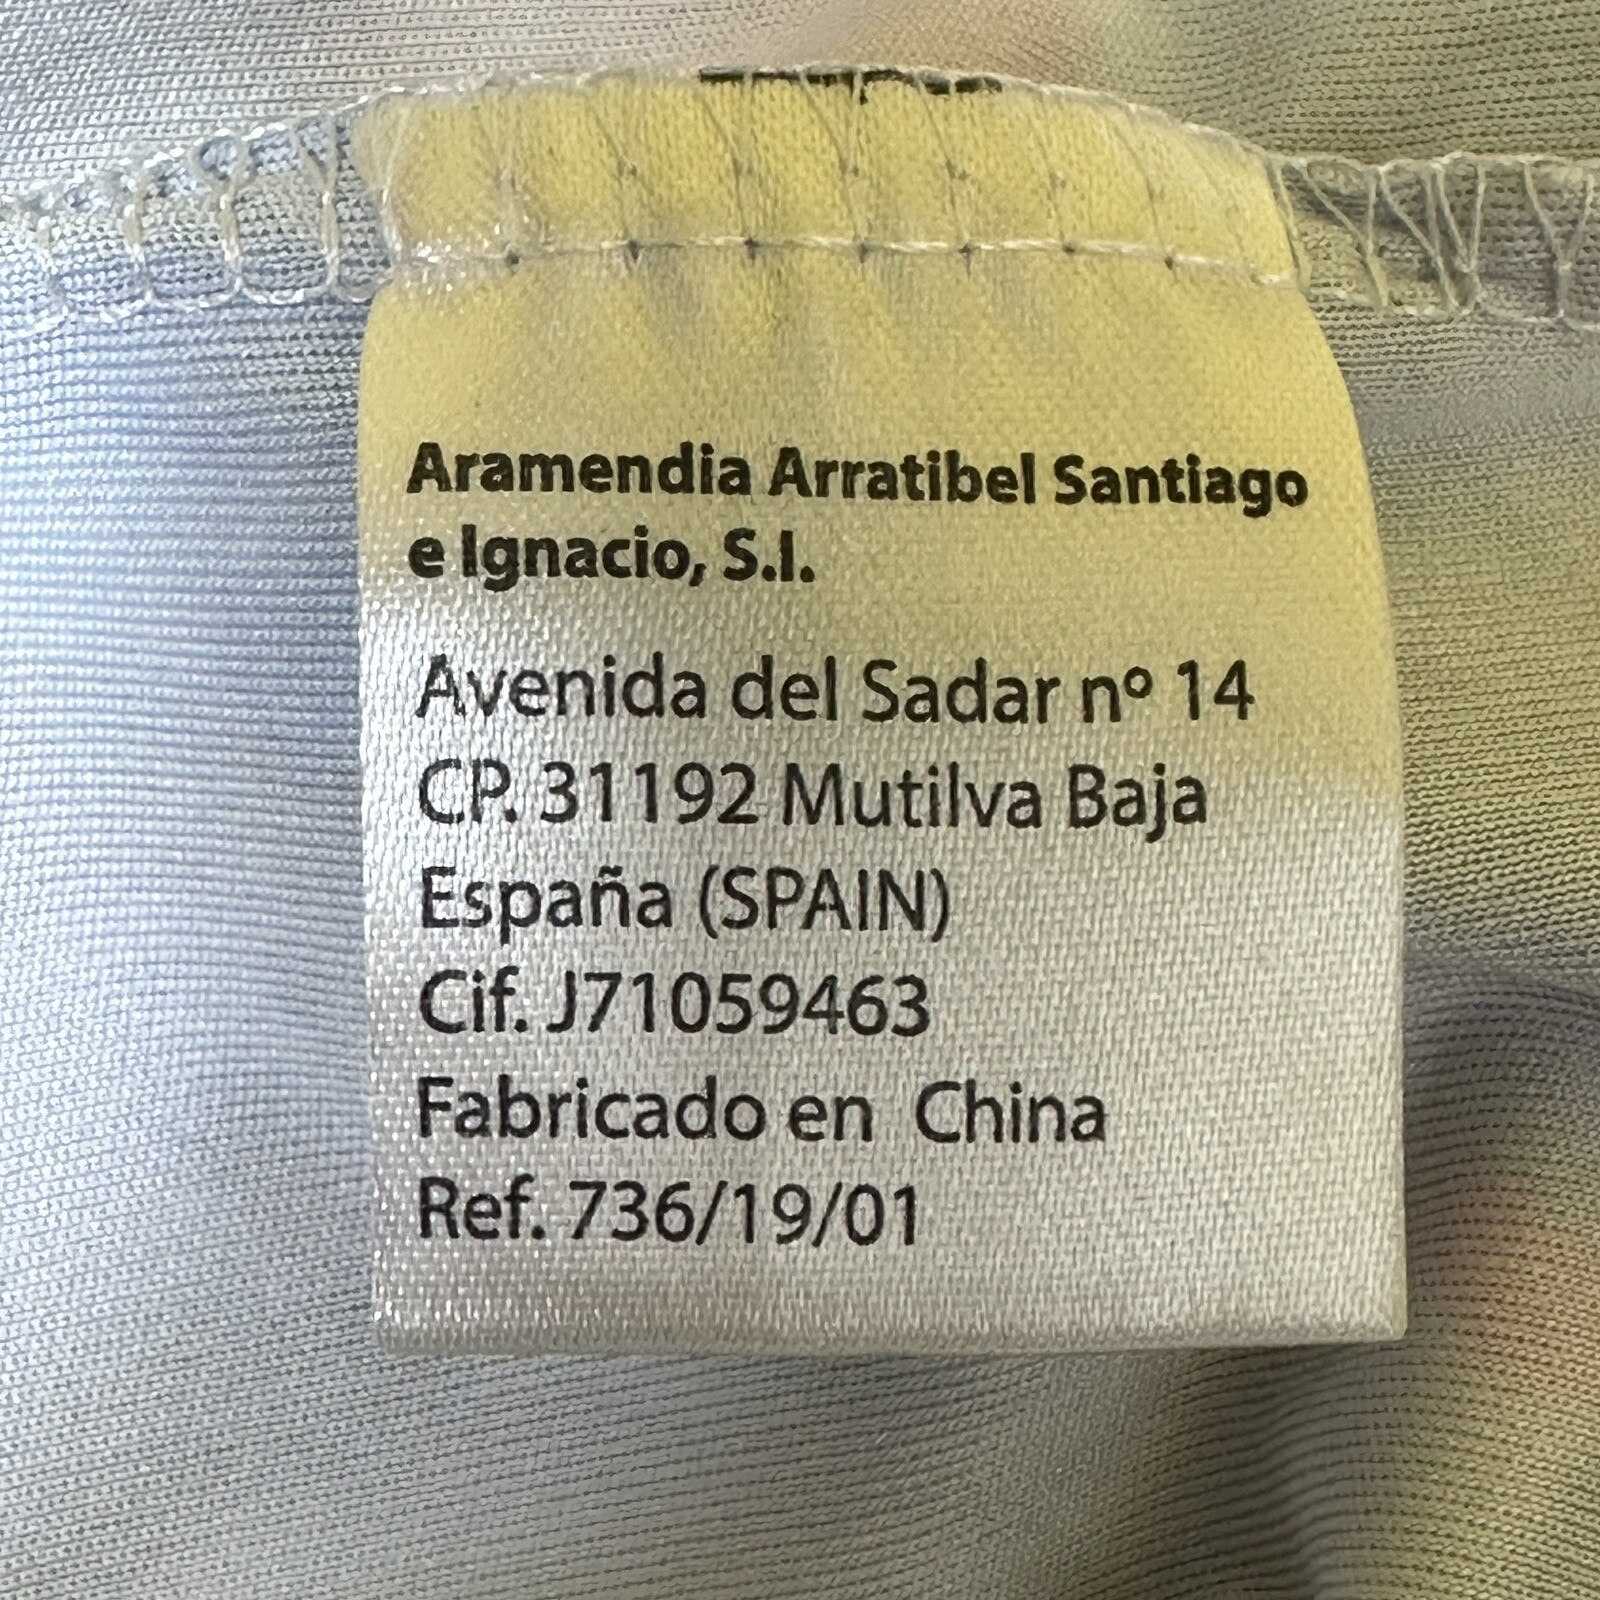 Aramendia Arratibel Santiago
e Ignacio, S.I.
Avenida del Sadar nº 14
CP. 31192 Mutilva Baja
España (SPAIN)
Cif. J71059463
Fabricado en China
Ref. 736/19/01